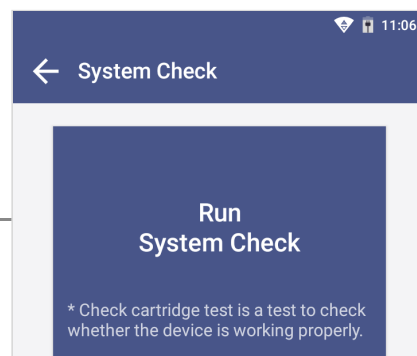 11:06
System Check
Run
System Check
* Check cartridge test is a test to check
whether the device is working properly.